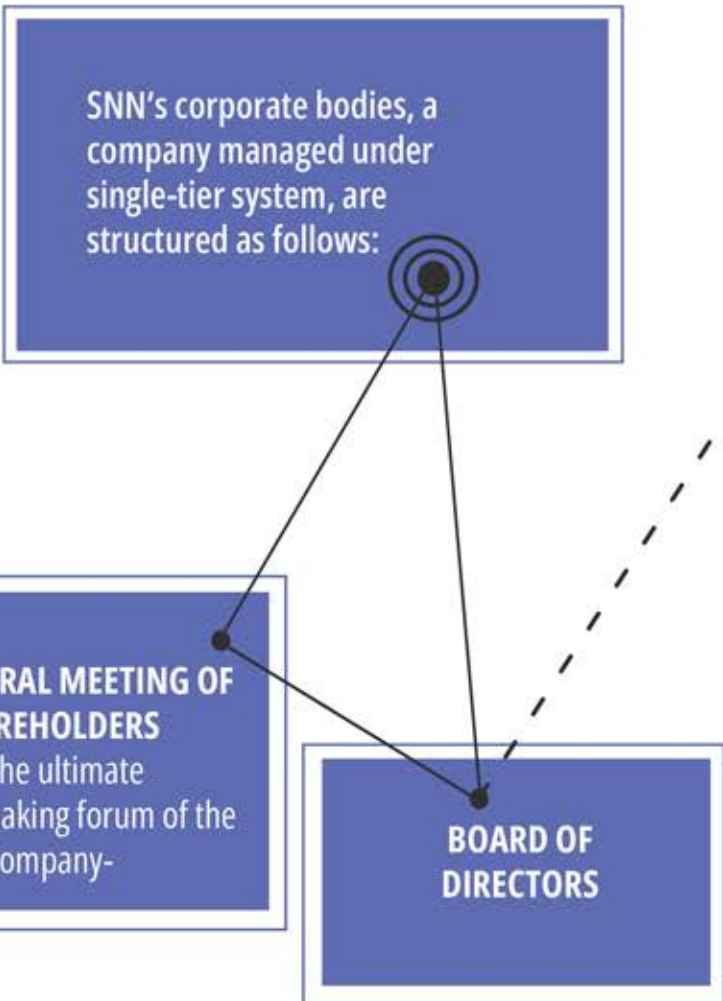 SNN's corporate bodies, a
company managed under
single-tier system, are
structured as follows:
RAL MEETING OF
REHOLDERS
he ultimate
aking forum of the
ompany-
BOARD OF
DIRECTORS